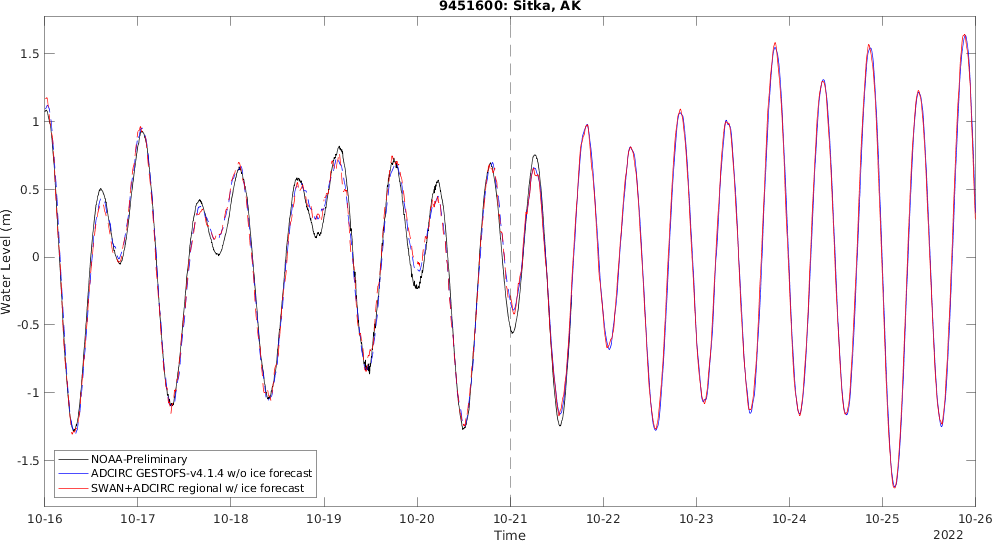 9451600: Sitka, AK
Water Level (m)
1.5
1
0.5
0
-0.5
-1
-1.5
NOAA-Preliminary
ADCIRC GESTOFS-v4.1.4 w/o ice forecast
SWAN+ADCIRC regional w/ ice forecast
10-16 10-17 10-18 10-19 10-20 10-21 10-22 10-23 10-24 10-25 10-26
Time
2022